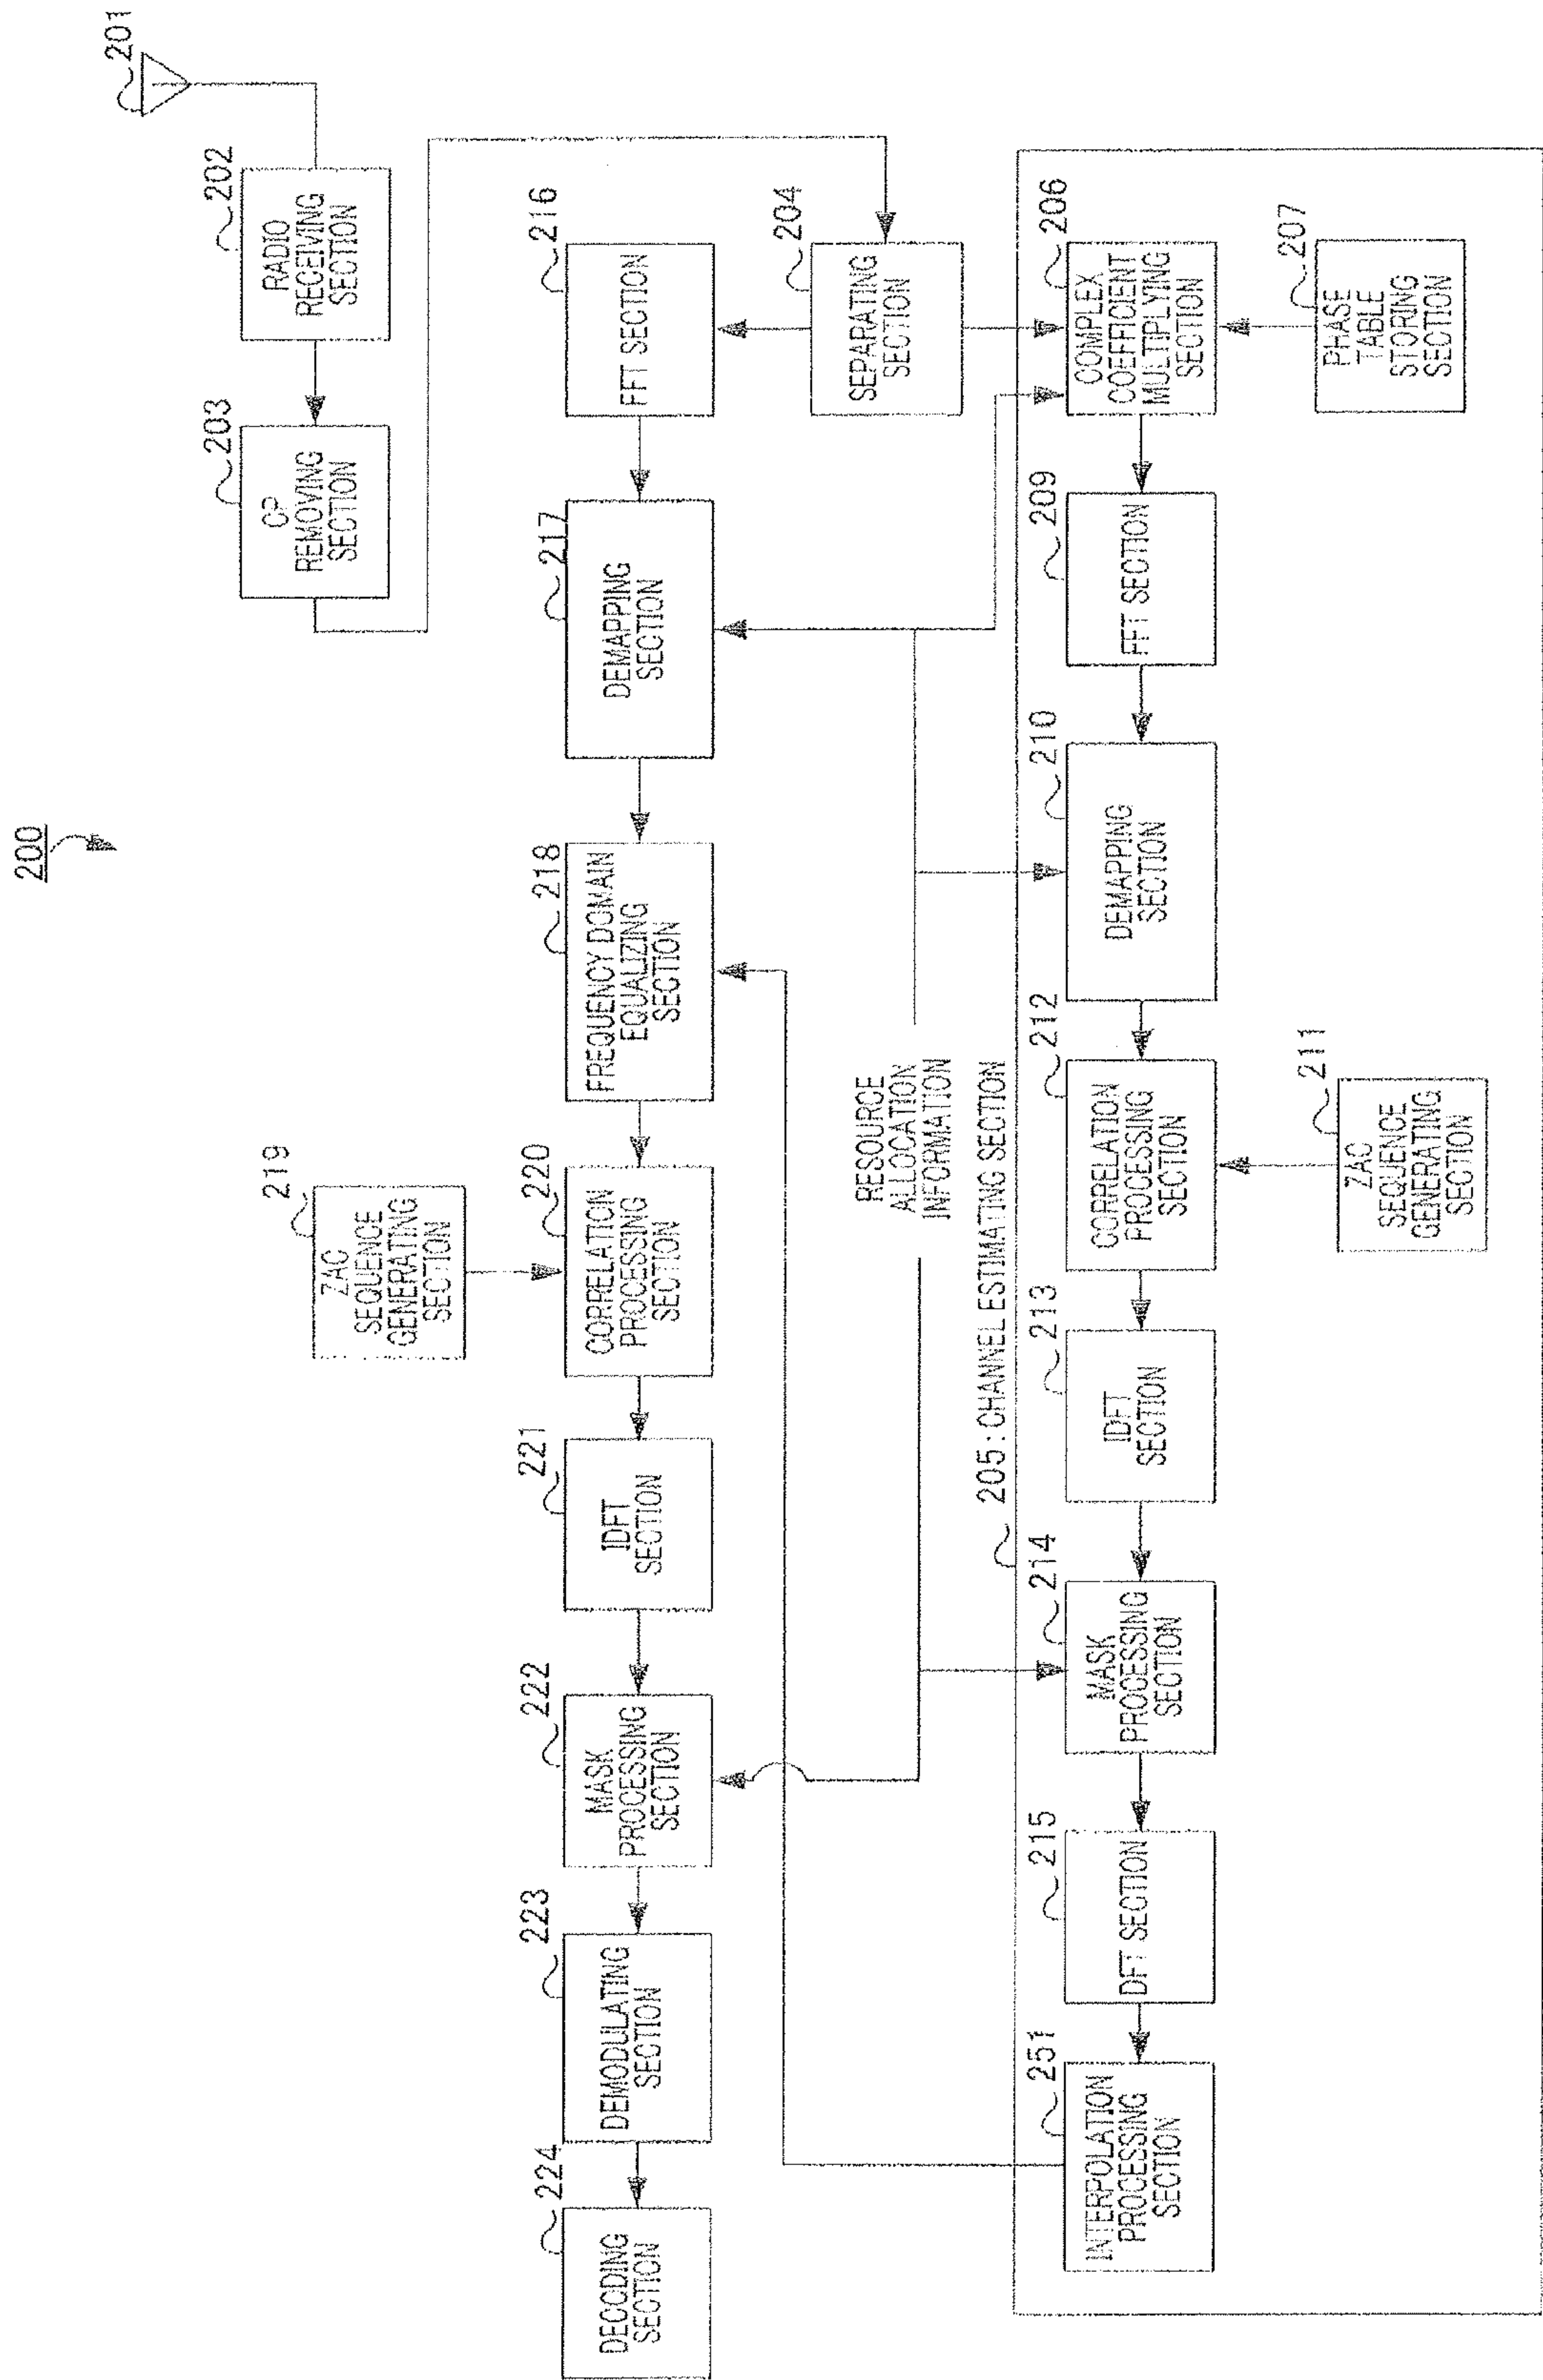 200
201
202
RADIO
RECEIVING
SECTION
203
CP
REMOVING
SECTION
216
FFT SECTION
204
SEPARATING
SECTION
217
DEMAPPING
SECTION
218
FREQUENCY DOMAIN
EQUALIZING
SECTION
219
ZAC
SEQUENCE
GENERATING
SECTION
220
CORRELATION
PROCESSING
SECTION
221
IDFT
SECTION
222
MASK
PROCESSING
SECTION
223
DEMODULATING
SECTION
224
DECODING
SECTION
RESOURCE
ALLOCATION
INFORMATION
205 : CHANNEL ESTIMATING SECTION
206
COMPLEX
COEFFICIENT
MULTIPLYING
SECTION
207
PHASE
TABLE
STORING
SECTION
209
FFT SECTION
210
DEMAPPING
SECTION
212
CORRELATION
PROCESSING
SECTION
211
ZAC
SEQUENCE
GENERATING
SECTION
213
IDFT
SECTION
214
MASK
PROCESSING
SECTION
215
DFT SECTION
251
INTERPOLATION
PROCESSING
SECTION